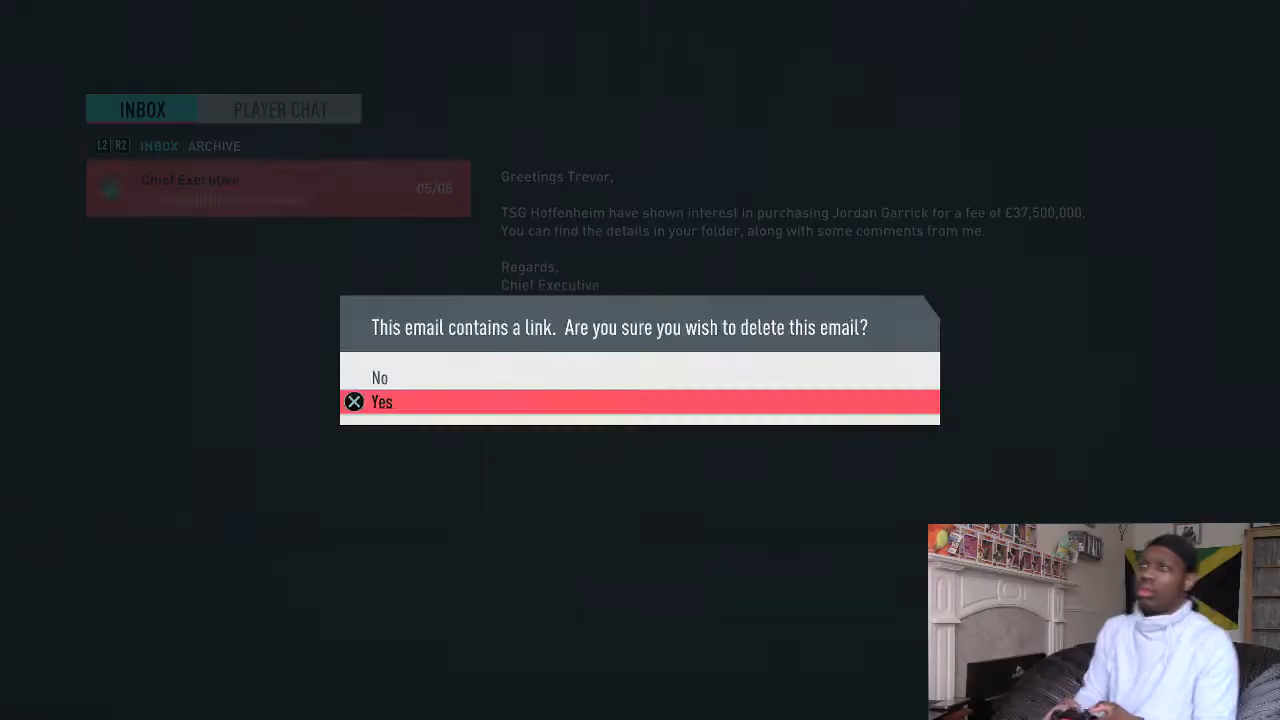 INBOX
PLAYER CHAT
L2 R2 INBOX ARCHIVE
Chief Executive
05/08
Greetings Trevor,
TSG Hoffenheim have shown interest in purchasing Jordan Garrick for a fee of £37,500,000.
You can find the details in your folder, along with some comments from me.
Regards,
Chief Executive
This email contains a link. Are you sure you wish to delete this email?
No
Yes